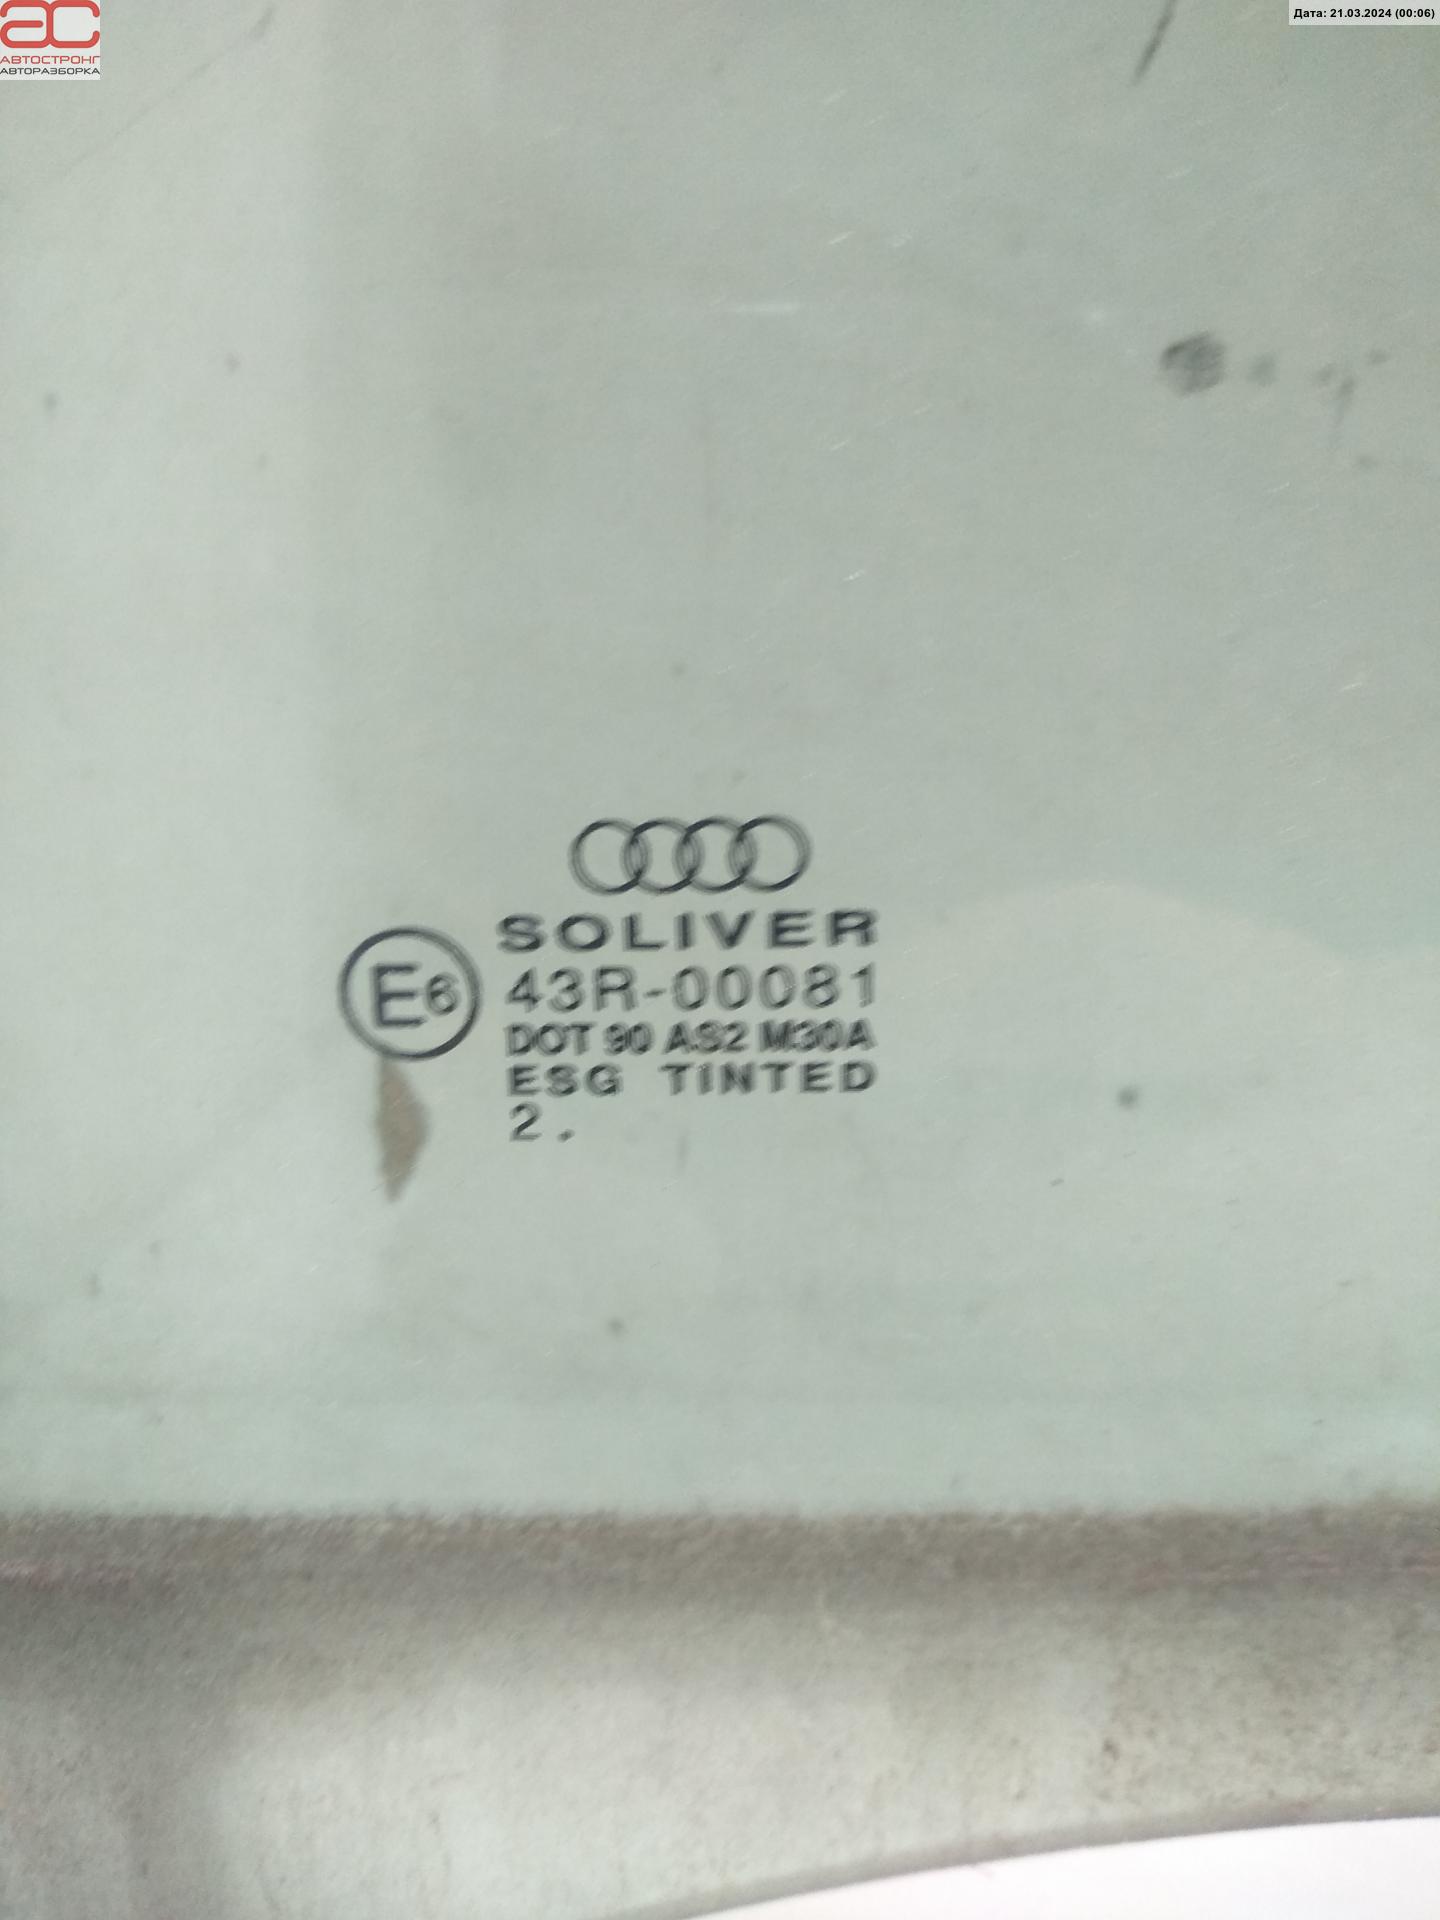 АВТОСТРОНГ
АВТОРАЗБОРКА
Дата: 21.03.2024 (00:06)
SOLIVER
E6 43R-00081
DOT 90 AS2 M30A
ESG TINTED
2 .